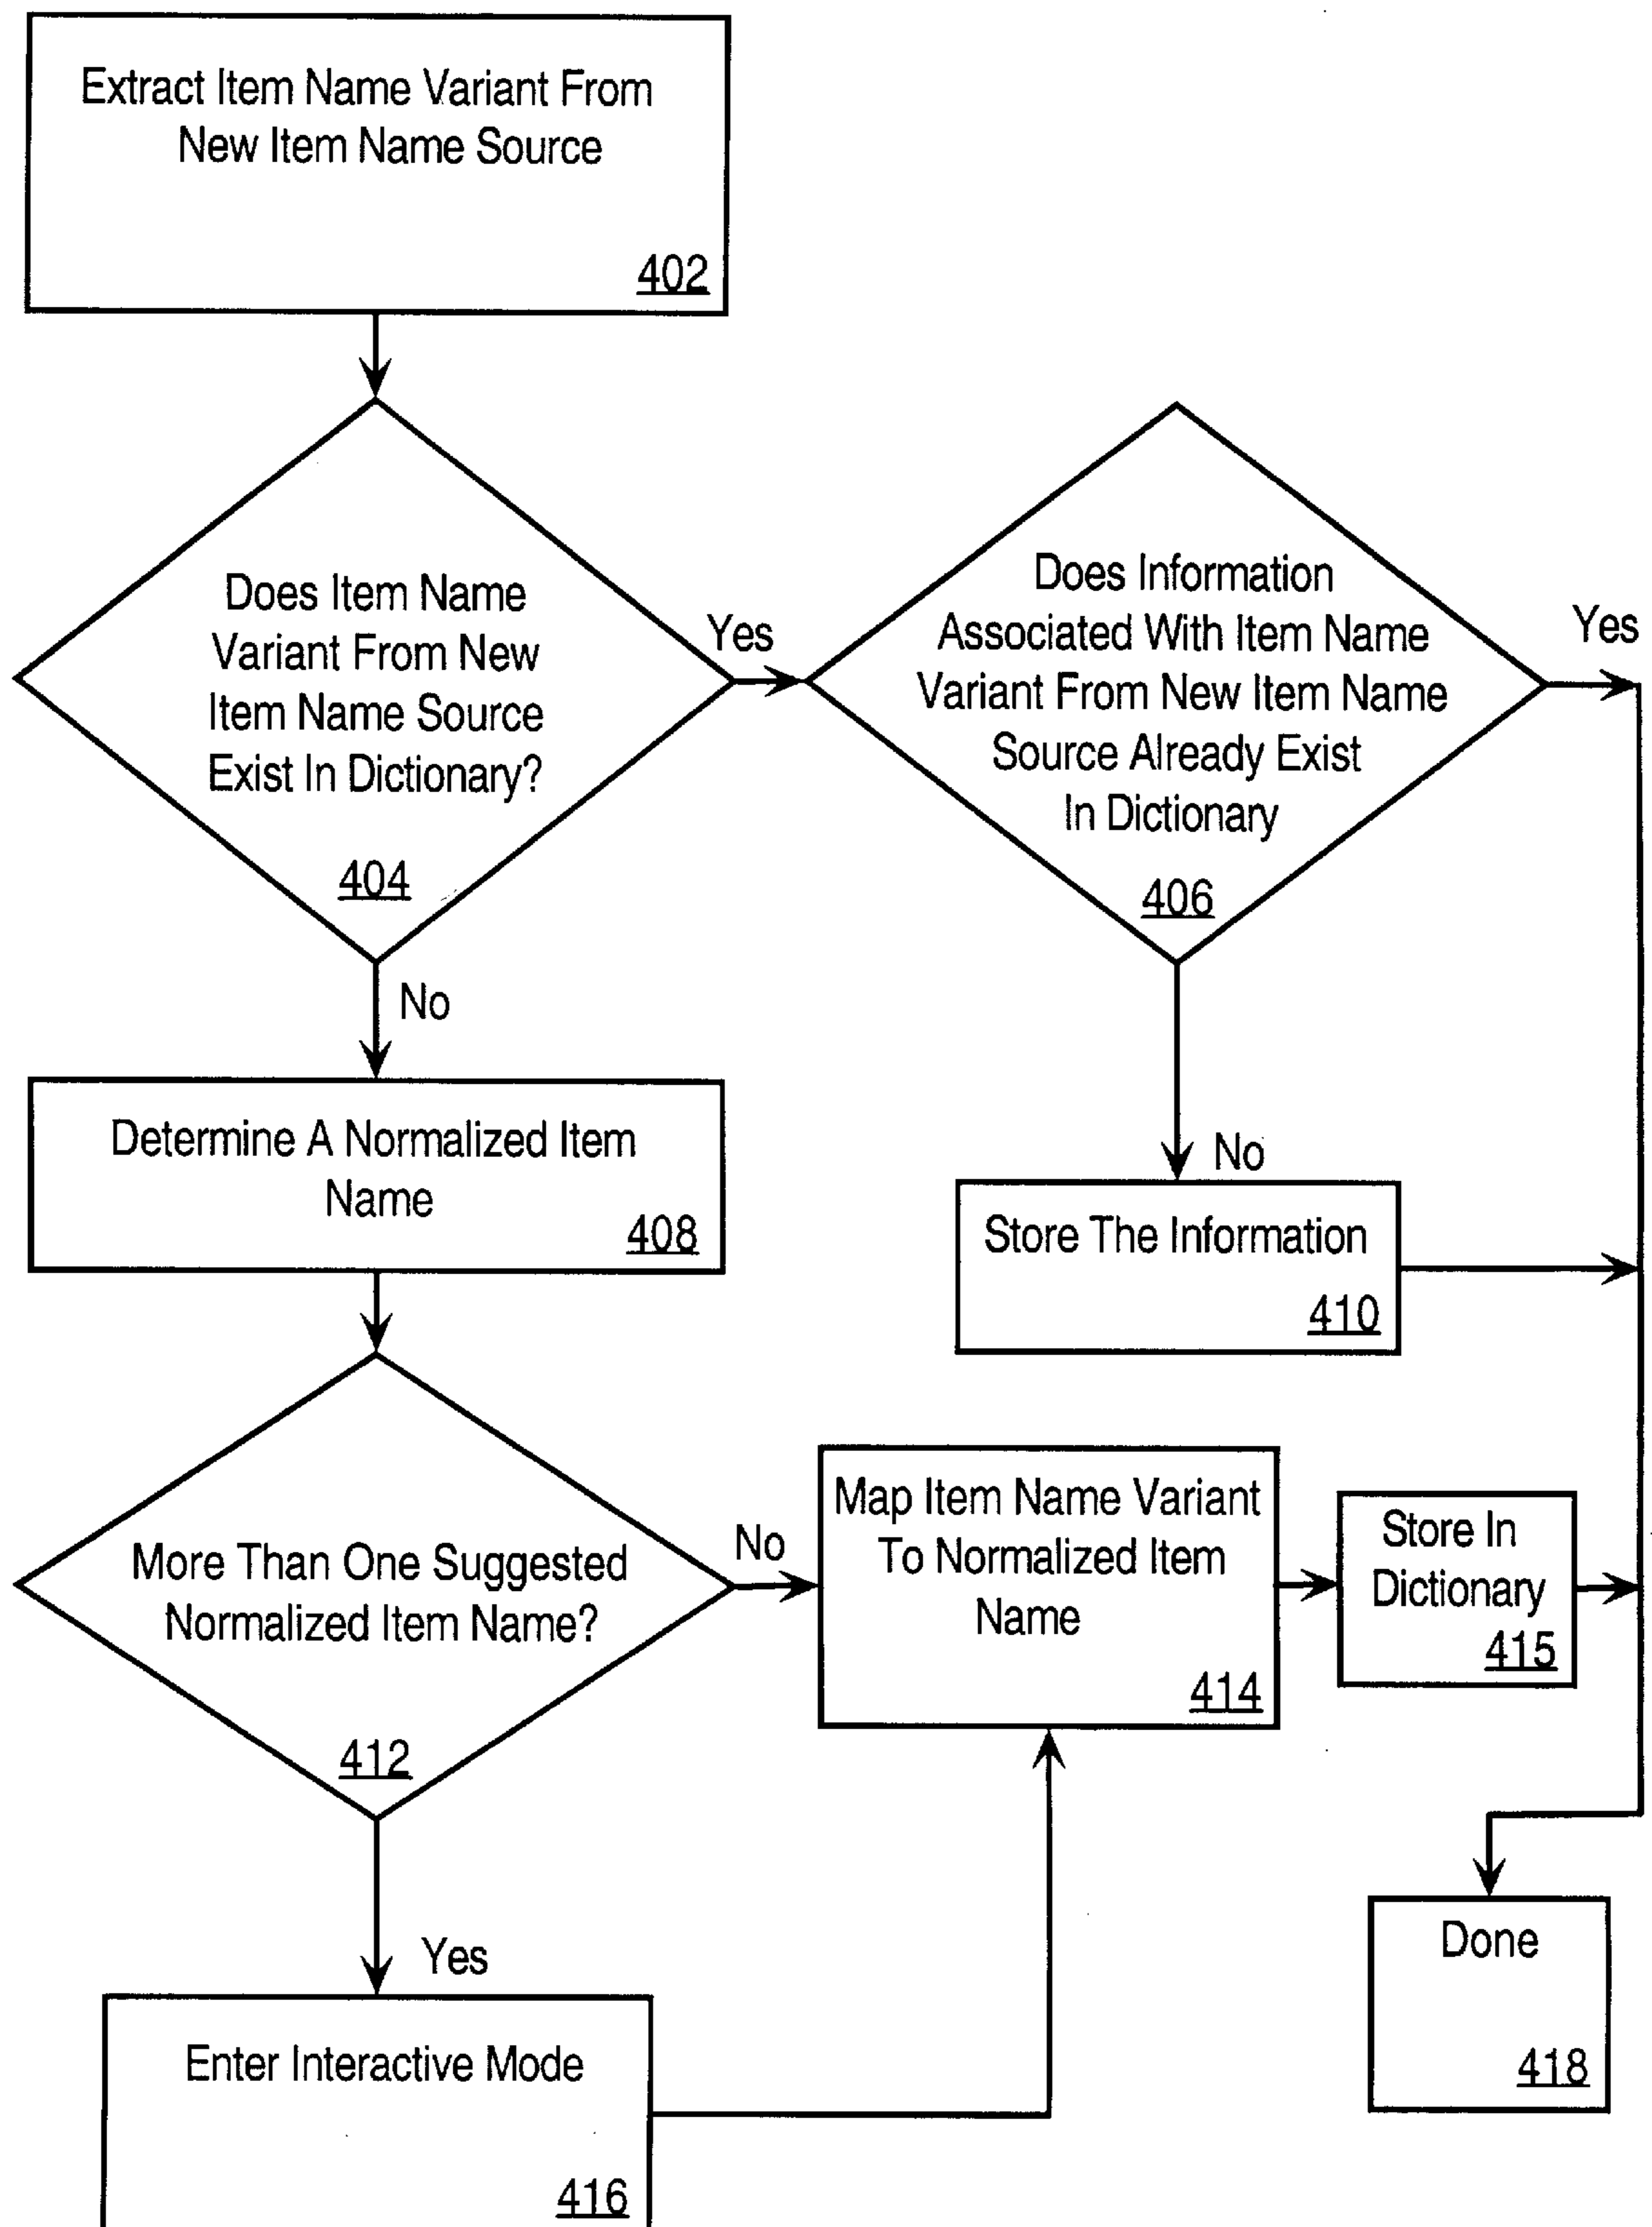 Extract Item Name Variant From
New Item Name Source
402
Does Item Name
Variant From New
Item Name Source
Exist In Dictionary?
404
Yes
Does Information
Associated With Item Name
Variant From New Item Name
Source Already Exist
In Dictionary
406
Yes
No
Determine A Normalized Item
Name
408
No
Store The Information
410
More Than One Suggested
Normalized Item Name?
412
No
Map Item Name Variant
To Normalized Item
Name
414
Store In
Dictionary
415
Yes
Enter Interactive Mode
416
Done
418